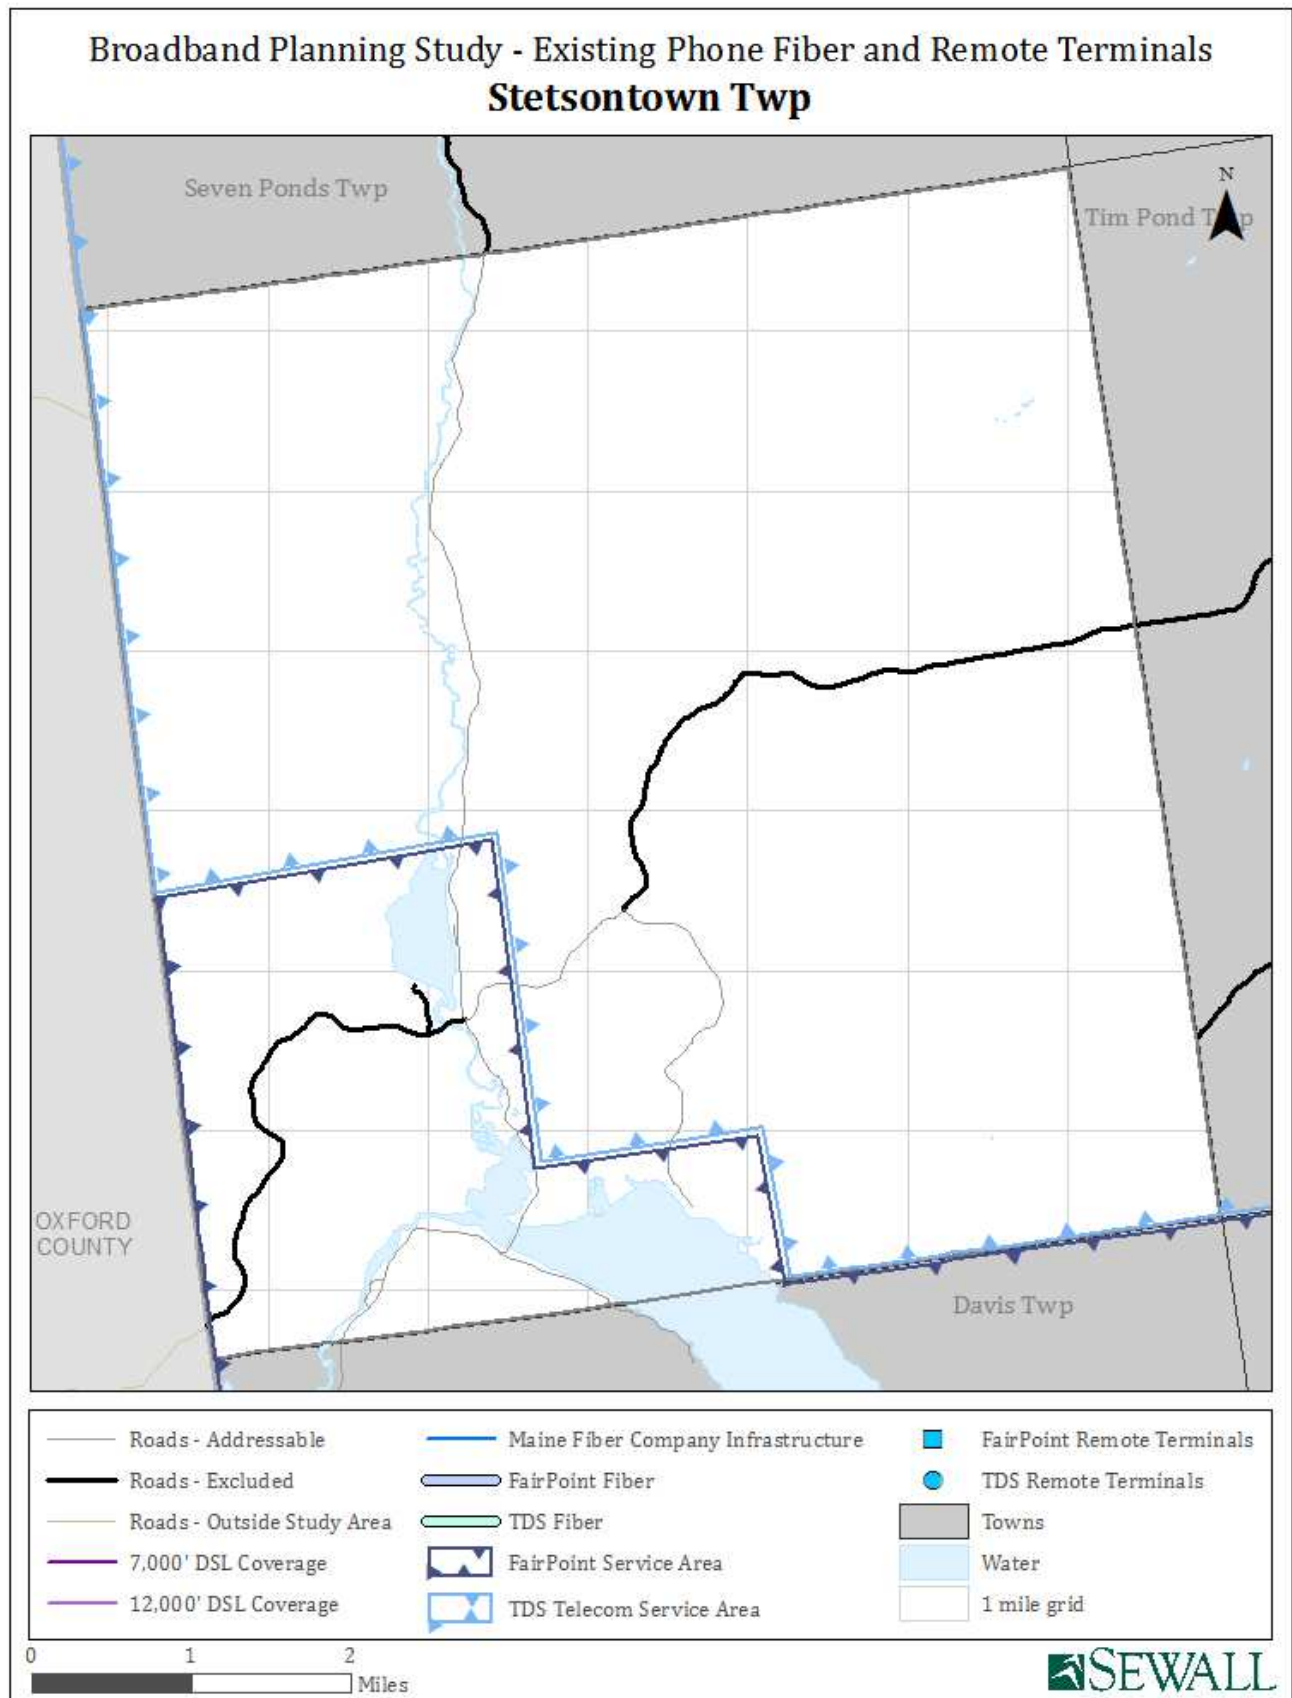 Broadband Planning Study - Existing Phone Fiber and Remote Terminals
Stetsontown Twp
Seven Ponds Twp
N
Tim Pond Twp
OXFORD
COUNTY
Davis Twp
Roads - Addressable
Roads - Excluded
Roads - Outside Study Area
7,000' DSL Coverage
12,000' DSL Coverage
Maine Fiber Company Infrastructure
FairPoint Fiber
TDS Fiber
FairPoint Service Area
TDS Telecom Service Area
FairPoint Remote Terminals
TDS Remote Terminals
Towns
Water
1 mile grid
0 1 2
Miles
SEWALL